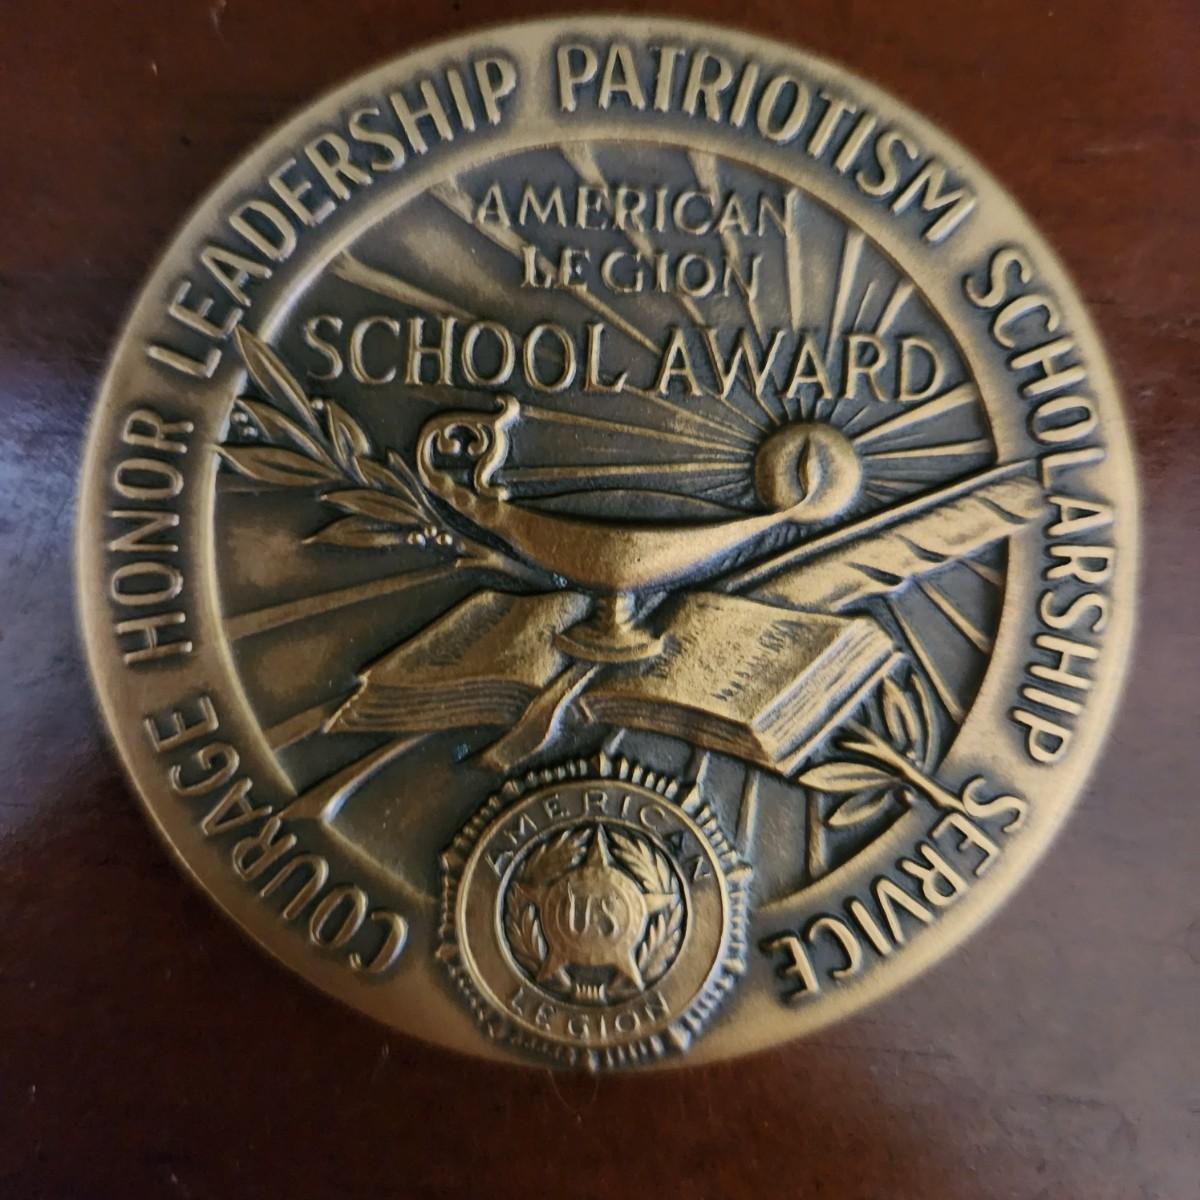 COURAGE HONOR LEADERSHIP PATRIOTISM SCHOLARSHIP SERVICE
AMERICAN
LEGION
SCHOOL AWARD
AMERICAN
US
LEGION